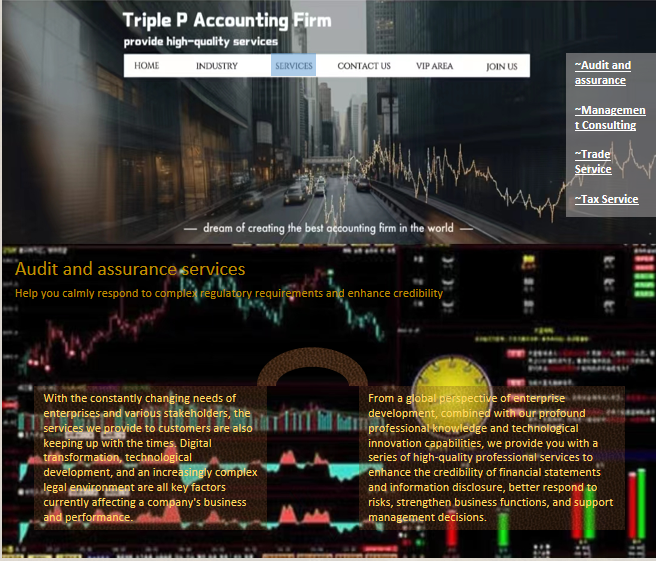 Triple P Accounting Firm
provide high-quality services
HOME INDUSTRY SERVICES CONTACT US VIP AREA JOIN US
~Audit and
assurance
~Managemen
t Consulting
~Trade
Service
~Tax Service
— dream of creating the best accounting firm in the world —
Audit and assurance services
Help you calmly respond to complex regulatory requirements and enhance credibility
With the constantly changing needs of
enterprises and various stakeholders, the
services we provide to customers are also
keeping up with the times. Digital
transformation, technological
development, and an increasingly complex
legal environment are all key factors
currently affecting a company's business
and performance.
From a global perspective of enterprise
development, combined with our profound
professional knowledge and technological
innovation capabilities, we provide you with a
series of high-quality professional services to
enhance the credibility of financial statements
and information disclosure, better respond to
risks, strengthen business functions, and support
management decisions.